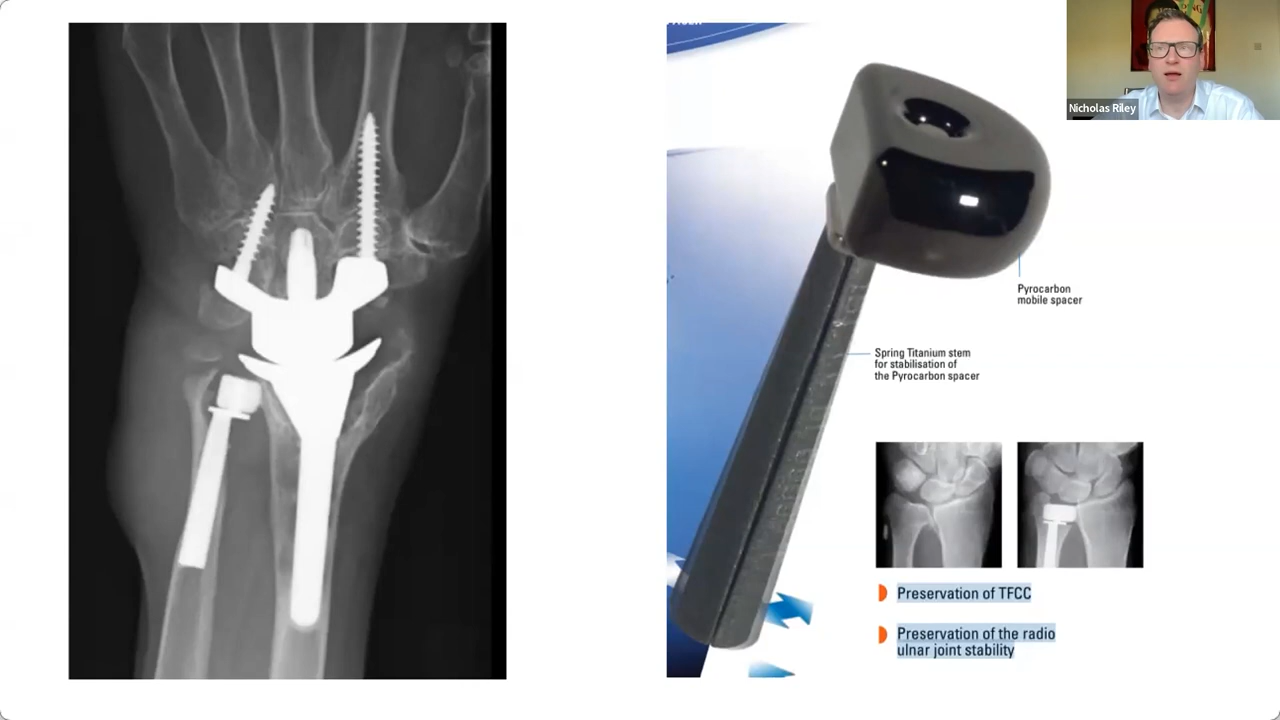 Nicholas Riley
Pyrocarbon
mobile spacer
Spring Titanium stem
for stabilisation of
the Pyrocarbon spacer
Preservation of TFCC
Preservation of the radio
ulnar joint stability